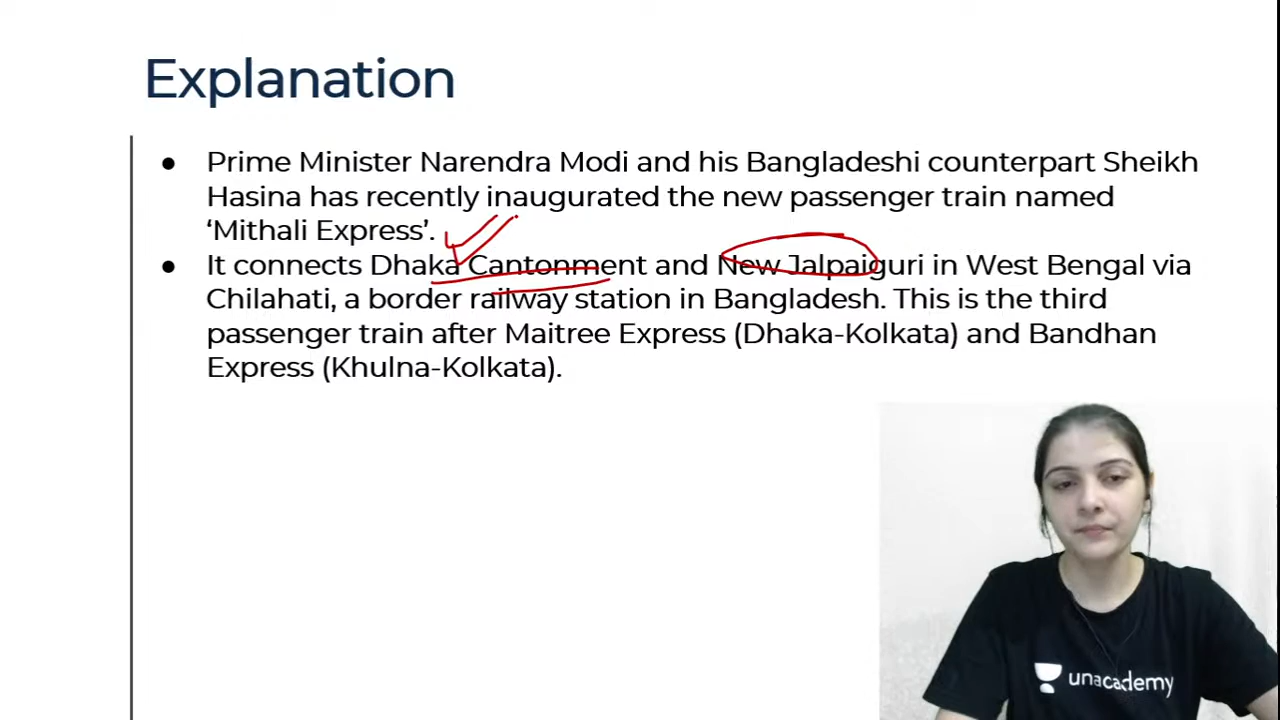 Explanation
● Prime Minister Narendra Modi and his Bangladeshi counterpart Sheikh
Hasina has recently inaugurated the new passenger train named
‘Mithali Express’.
● It connects Dhaka Cantonment and New Jalpaiguri in West Bengal via
Chilahati, a border railway station in Bangladesh. This is the third
passenger train after Maitree Express (Dhaka-Kolkata) and Bandhan
Express (Khulna-Kolkata).
unacademy